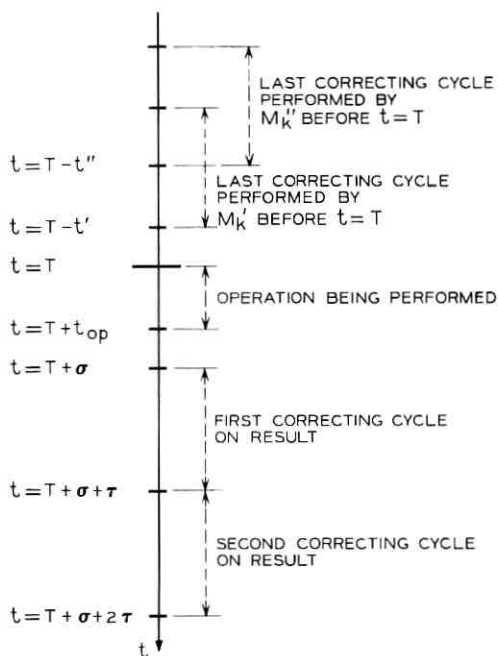 LAST CORRECTING CYCLE
PERFORMED BY
M″ₖ BEFORE t=T
t=T-t″
LAST CORRECTING CYCLE
PERFORMED BY
M′ₖ BEFORE t=T
t=T-t′
t=T
OPERATION BEING PERFORMED
t=T+top
t=T+σ
FIRST CORRECTING CYCLE
ON RESULT
t=T+σ+τ
SECOND CORRECTING CYCLE
ON RESULT
t=T+σ+2τ
t